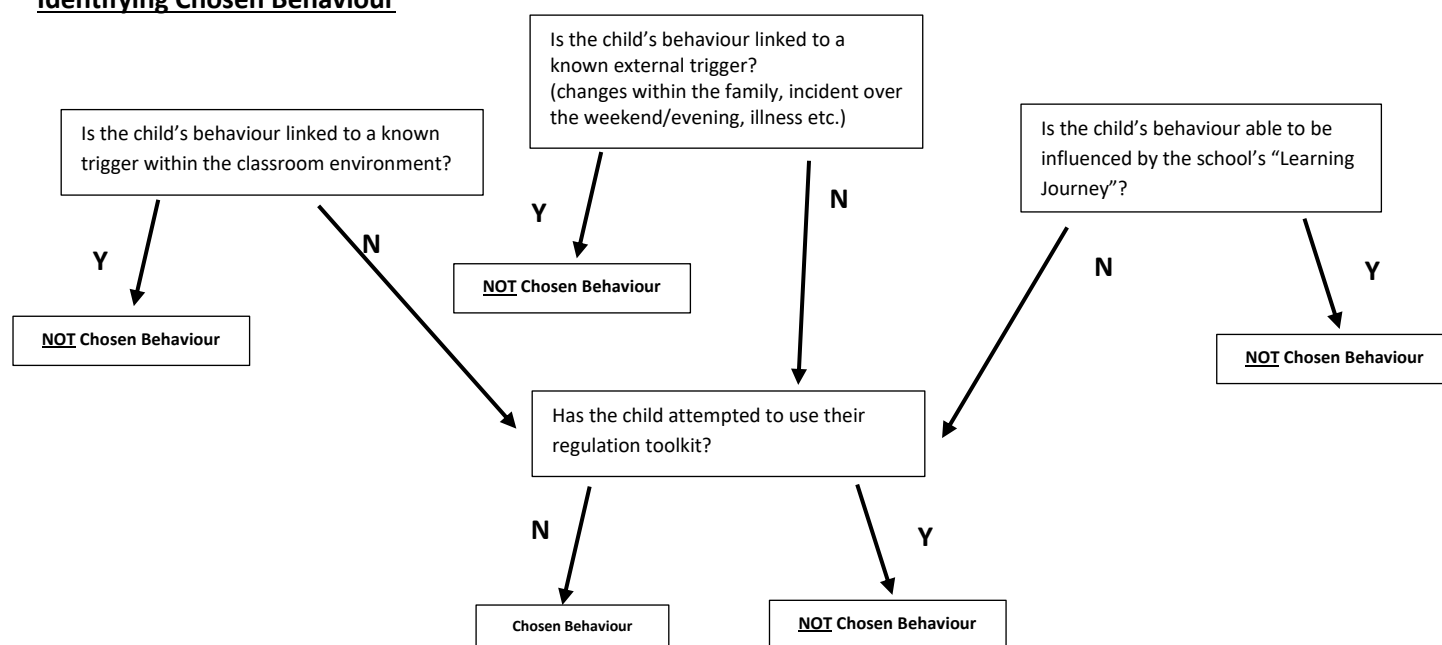 Identifying Chosen Behaviour
Is the child’s behaviour linked to a
known external trigger?
(changes within the family, incident over
the weekend/evening, illness etc.)
Is the child’s behaviour linked to a known
trigger within the classroom environment?
Is the child’s behaviour able to be
influenced by the school’s “Learning
Journey”?
Y
N
Y
N
N
Y
NOT Chosen Behaviour
NOT Chosen Behaviour
NOT Chosen Behaviour
Has the child attempted to use their
regulation toolkit?
N
Y
Chosen Behaviour
NOT Chosen Behaviour